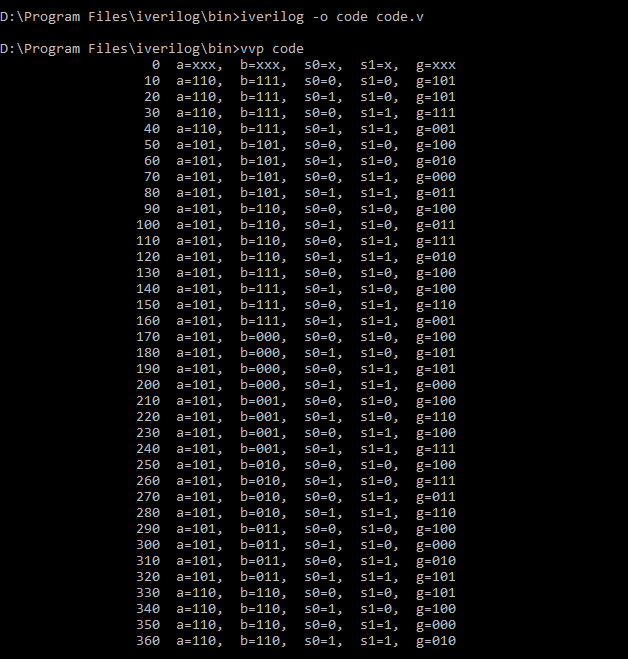 D:\Program Files\iverilog\bin>iverilog -o code code.v
D:\Program Files\iverilog\bin>vvp code
0 a=xxx, b=xxx, s0=x, s1=x, g=xxx
10 a=110, b=111, s0=0, s1=0, g=101
20 a=110, b=111, s0=1, s1=0, g=101
30 a=110, b=111, s0=0, s1=1, g=111
40 a=110, b=111, s0=1, s1=1, g=001
50 a=101, b=101, s0=0, s1=0, g=100
60 a=101, b=101, s0=1, s1=0, g=010
70 a=101, b=101, s0=0, s1=1, g=000
80 a=101, b=101, s0=1, s1=1, g=011
90 a=101, b=110, s0=0, s1=0, g=100
100 a=101, b=110, s0=1, s1=0, g=011
110 a=101, b=110, s0=0, s1=1, g=111
120 a=101, b=110, s0=1, s1=1, g=010
130 a=101, b=111, s0=0, s1=0, g=100
140 a=101, b=111, s0=1, s1=0, g=100
150 a=101, b=111, s0=0, s1=1, g=110
160 a=101, b=111, s0=1, s1=1, g=001
170 a=101, b=000, s0=0, s1=0, g=100
180 a=101, b=000, s0=1, s1=0, g=101
190 a=101, b=000, s0=0, s1=1, g=101
200 a=101, b=000, s0=1, s1=1, g=000
210 a=101, b=001, s0=0, s1=0, g=100
220 a=101, b=001, s0=1, s1=0, g=110
230 a=101, b=001, s0=0, s1=1, g=100
240 a=101, b=001, s0=1, s1=1, g=111
250 a=101, b=010, s0=0, s1=0, g=100
260 a=101, b=010, s0=1, s1=0, g=111
270 a=101, b=010, s0=0, s1=1, g=011
280 a=101, b=010, s0=1, s1=1, g=110
290 a=101, b=011, s0=0, s1=0, g=100
300 a=101, b=011, s0=1, s1=0, g=000
310 a=101, b=011, s0=0, s1=1, g=010
320 a=101, b=011, s0=1, s1=1, g=101
330 a=110, b=110, s0=0, s1=0, g=101
340 a=110, b=110, s0=1, s1=0, g=100
350 a=110, b=110, s0=0, s1=1, g=000
360 a=110, b=110, s0=1, s1=1, g=010